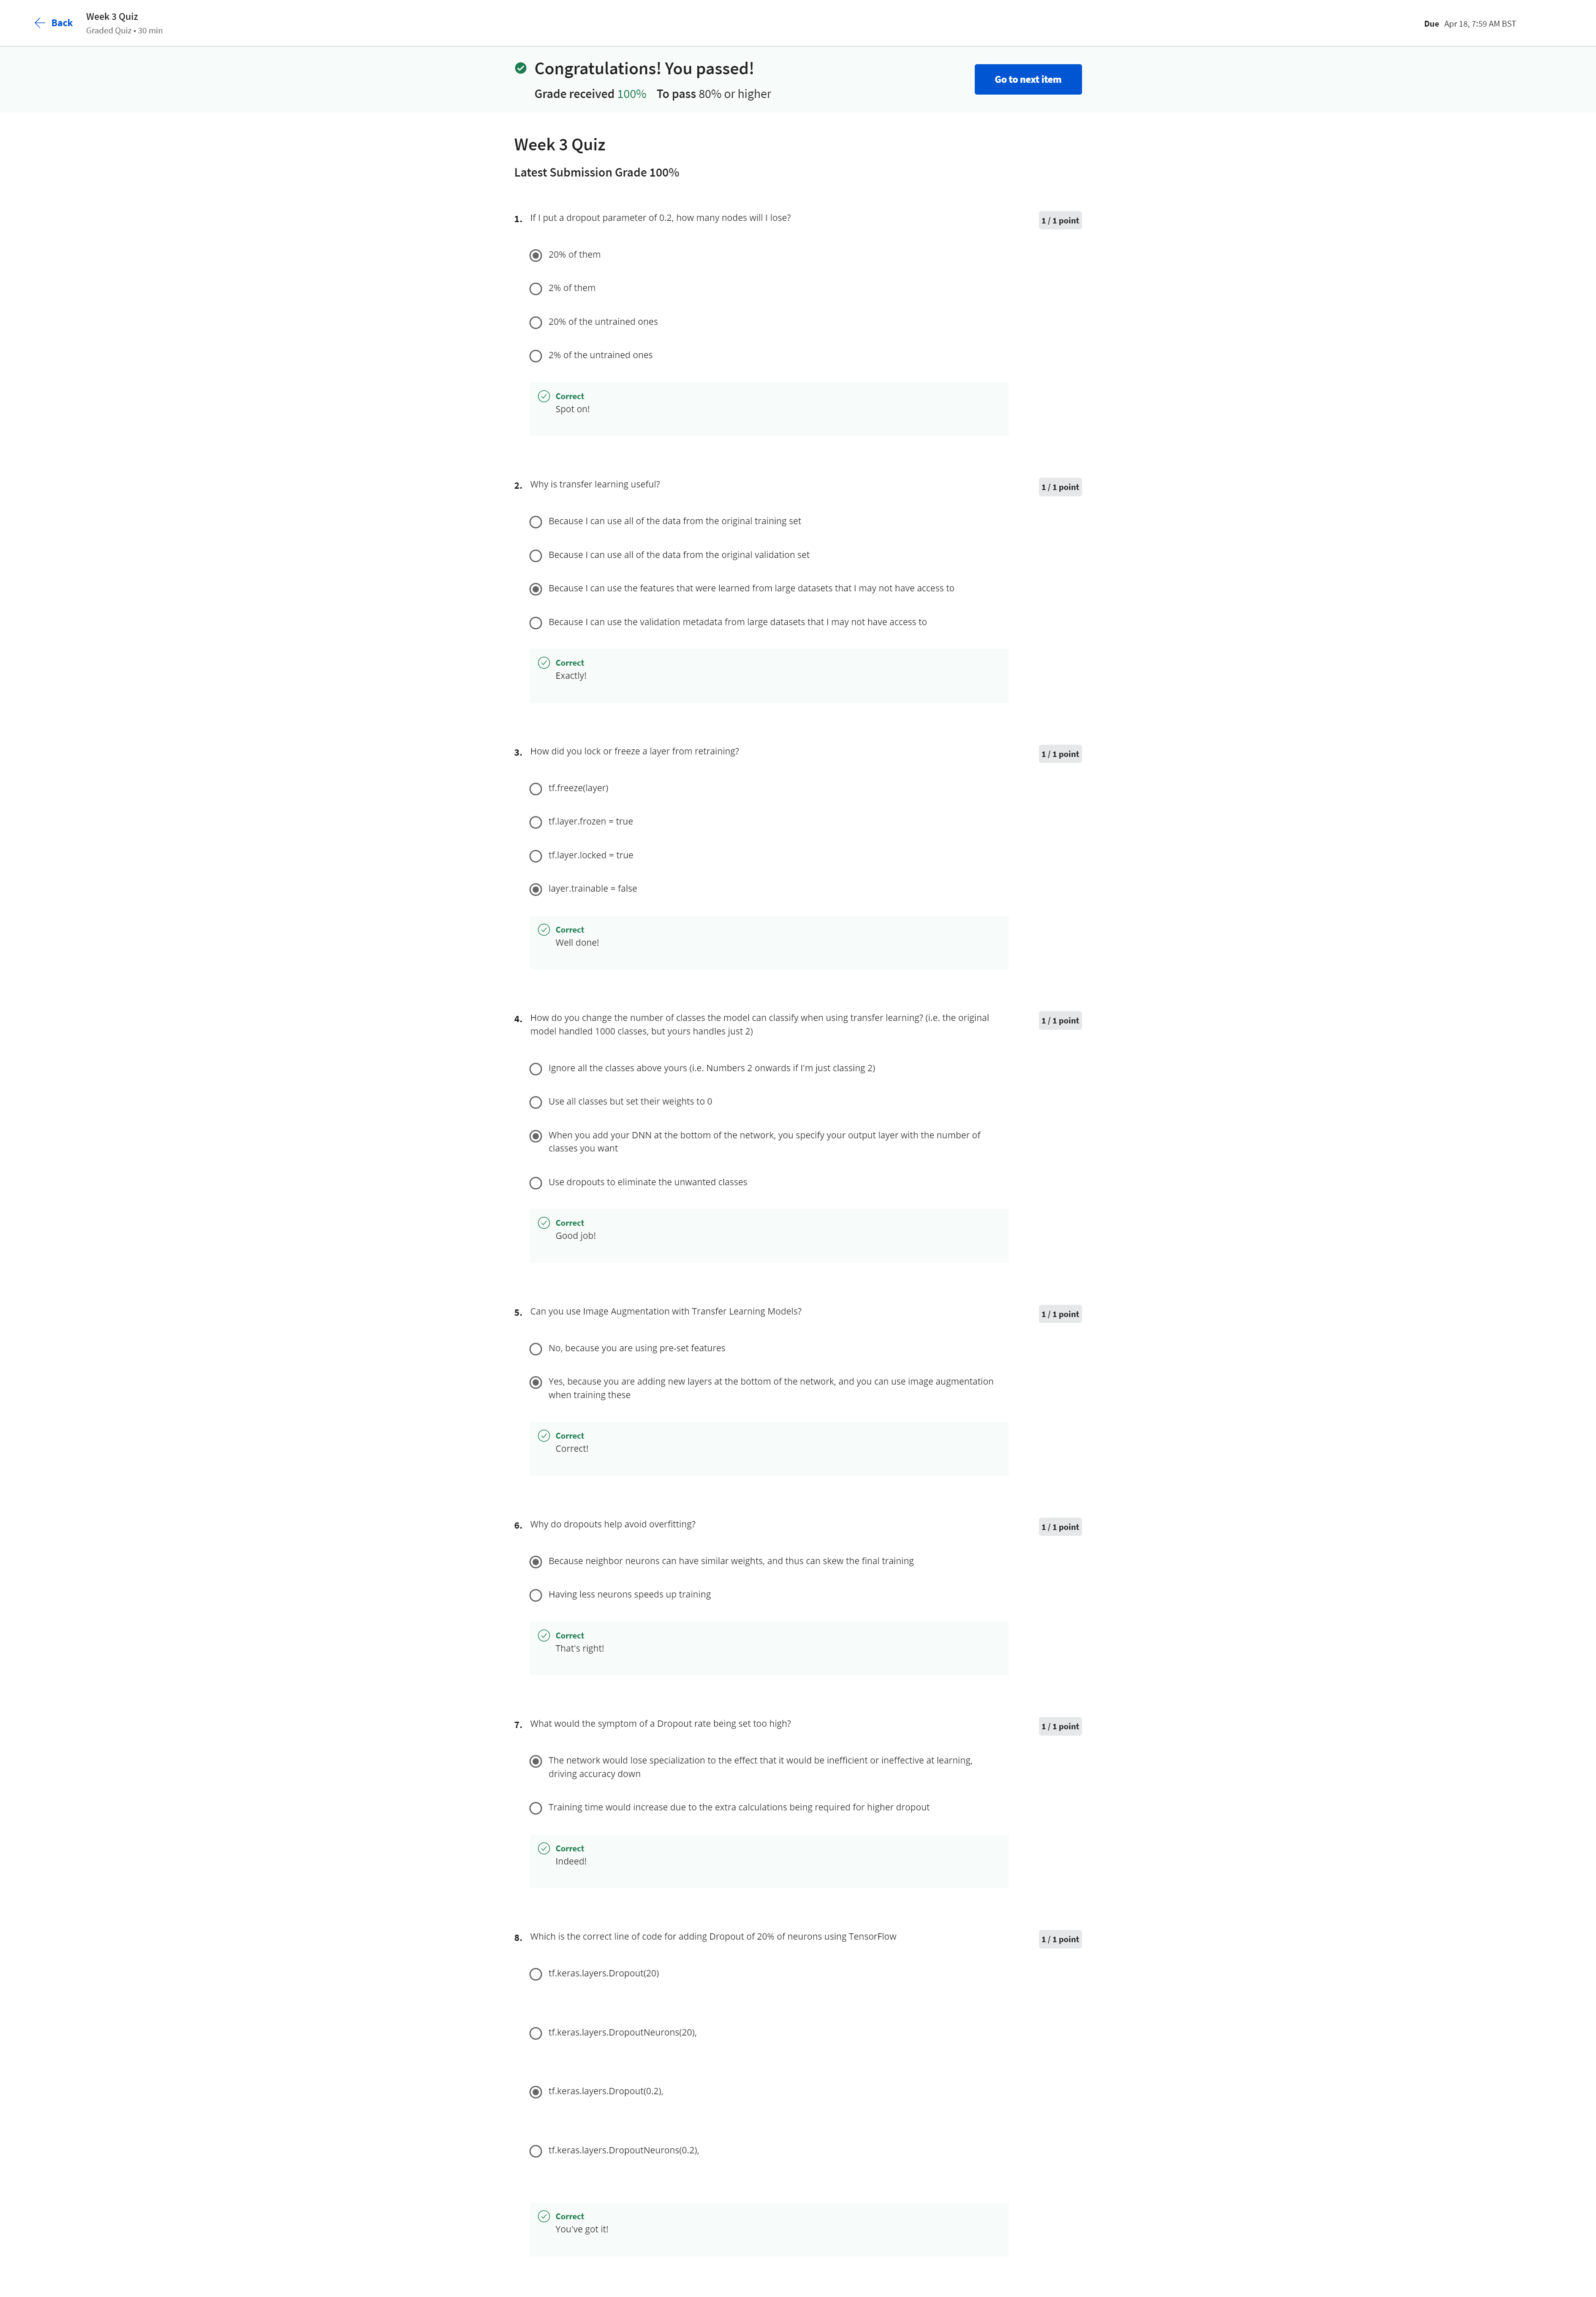 Back
Week 3 Quiz
Graded Quiz • 30 min
Due Apr 18, 7:59 AM BST
Congratulations! You passed!
Grade received 100% To pass 80% or higher
Go to next item
Week 3 Quiz
Latest Submission Grade 100%
1. If I put a dropout parameter of 0.2, how many nodes will I lose?
1 / 1 point
20% of them
2% of them
20% of the untrained ones
2% of the untrained ones
Correct
Spot on!
2. Why is transfer learning useful?
1 / 1 point
Because I can use all of the data from the original training set
Because I can use all of the data from the original validation set
Because I can use the features that were learned from large datasets that I may not have access to
Because I can use the validation metadata from large datasets that I may not have access to
Correct
Exactly!
3. How did you lock or freeze a layer from retraining?
1 / 1 point
tf.freeze(layer)
tf.layer.frozen = true
tf.layer.locked = true
layer.trainable = false
Correct
Well done!
4. How do you change the number of classes the model can classify when using transfer learning? (i.e. the original
model handled 1000 classes, but yours handles just 2)
1 / 1 point
Ignore all the classes above yours (i.e. Numbers 2 onwards if I'm just classing 2)
Use all classes but set their weights to 0
When you add your DNN at the bottom of the network, you specify your output layer with the number of
classes you want
Use dropouts to eliminate the unwanted classes
Correct
Good job!
5. Can you use Image Augmentation with Transfer Learning Models?
1 / 1 point
No, because you are using pre-set features
Yes, because you are adding new layers at the bottom of the network, and you can use image augmentation
when training these
Correct
Correct!
6. Why do dropouts help avoid overfitting?
1 / 1 point
Because neighbor neurons can have similar weights, and thus can skew the final training
Having less neurons speeds up training
Correct
That's right!
7. What would the symptom of a Dropout rate being set too high?
1 / 1 point
The network would lose specialization to the effect that it would be inefficient or ineffective at learning,
driving accuracy down
Training time would increase due to the extra calculations being required for higher dropout
Correct
Indeed!
8. Which is the correct line of code for adding Dropout of 20% of neurons using TensorFlow
1 / 1 point
tf.keras.layers.Dropout(20)
tf.keras.layers.DropoutNeurons(20),
tf.keras.layers.Dropout(0.2),
tf.keras.layers.DropoutNeurons(0.2),
Correct
You've got it!